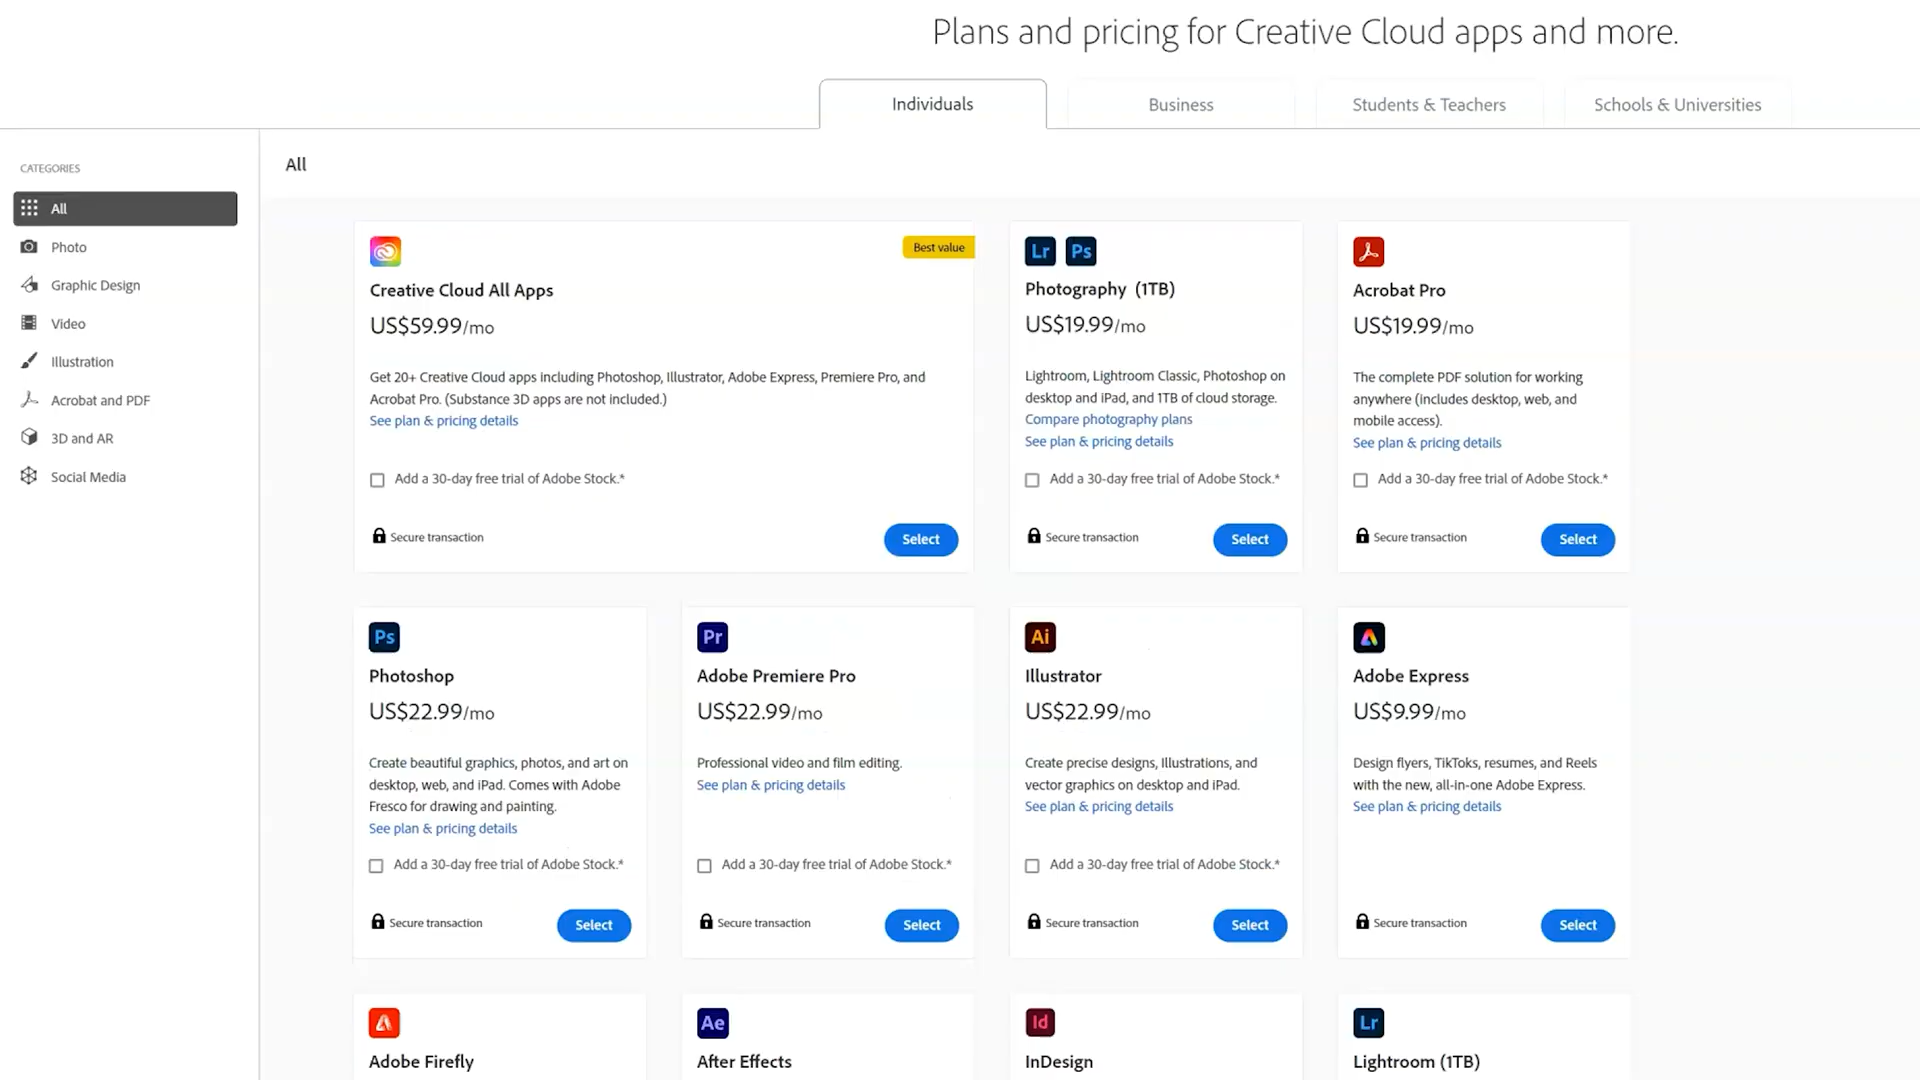 Plans and pricing for Creative Cloud apps and more.
Individuals
Business
Students & Teachers
Schools & Universities
CATEGORIES
All
Photo
Graphic Design
Video
Illustration
Acrobat and PDF
3D and AR
Social Media
All
Best value
Creative Cloud All Apps
US$59.99/mo
Get 20+ Creative Cloud apps including Photoshop, Illustrator, Adobe Express, Premiere Pro, and
Acrobat Pro. (Substance 3D apps are not included.)
See plan & pricing details
Add a 30-day free trial of Adobe Stock.*
Secure transaction
Select
Lr Ps
Photography (1TB)
US$19.99/mo
Lightroom, Lightroom Classic, Photoshop on
desktop and iPad, and 1TB of cloud storage.
Compare photography plans
See plan & pricing details
Add a 30-day free trial of Adobe Stock.*
Secure transaction
Select
Acrobat Pro
US$19.99/mo
The complete PDF solution for working
anywhere (includes desktop, web, and
mobile access).
See plan & pricing details
Add a 30-day free trial of Adobe Stock.*
Secure transaction
Select
Ps
Photoshop
US$22.99/mo
Create beautiful graphics, photos, and art on
desktop, web, and iPad. Comes with Adobe
Fresco for drawing and painting.
See plan & pricing details
Add a 30-day free trial of Adobe Stock.*
Secure transaction
Select
Pr
Adobe Premiere Pro
US$22.99/mo
Professional video and film editing.
See plan & pricing details
Add a 30-day free trial of Adobe Stock.*
Secure transaction
Select
Ai
Illustrator
US$22.99/mo
Create precise designs, Illustrations, and
vector graphics on desktop and iPad.
See plan & pricing details
Add a 30-day free trial of Adobe Stock.*
Secure transaction
Select
Adobe Express
US$9.99/mo
Design flyers, TikToks, resumes, and Reels
with the new, all-in-one Adobe Express.
See plan & pricing details
Secure transaction
Select
Adobe Firefly
Ae
After Effects
Id
InDesign
Lr
Lightroom (1TB)